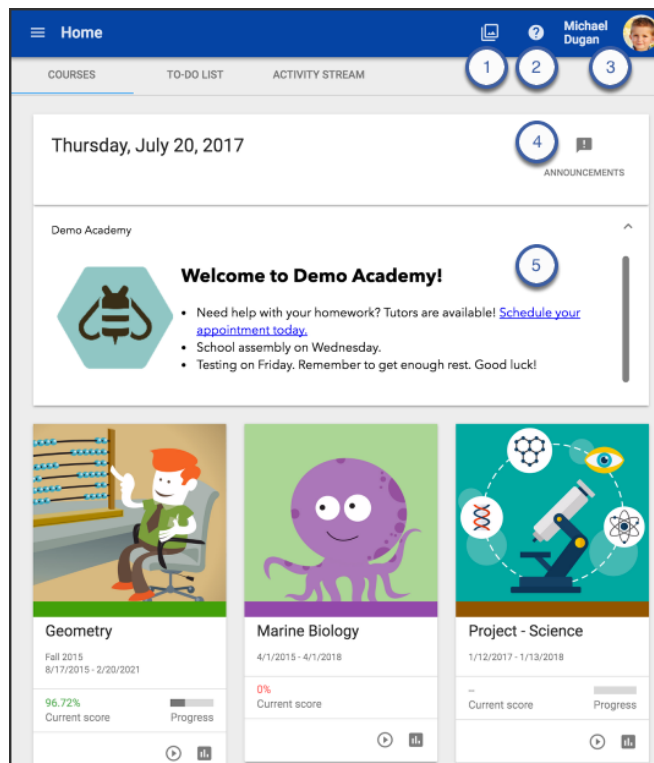 Home
Michael
Dugan
1
2
3
COURSES
TO-DO LIST
ACTIVITY STREAM
Thursday, July 20, 2017
4
ANNOUNCEMENTS
Demo Academy
5
Welcome to Demo Academy!
• Need help with your homework? Tutors are available! Schedule your
appointment today.
• School assembly on Wednesday.
• Testing on Friday. Remember to get enough rest. Good luck!
Geometry
Fall 2015
8/17/2015 - 2/20/2021
96.72%
Current score
Progress
Marine Biology
4/1/2015 - 4/1/2018
0%
Current score
Project - Science
1/12/2017 - 1/13/2018
–
Current score
Progress